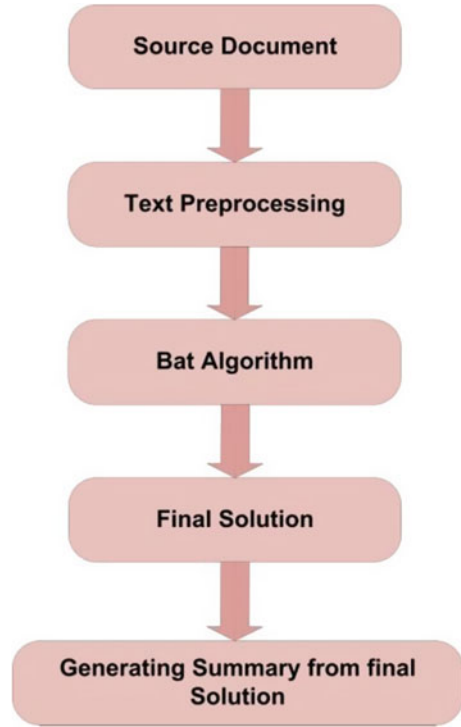 Source Document
Text Preprocessing
Bat Algorithm
Final Solution
Generating Summary from final
Solution